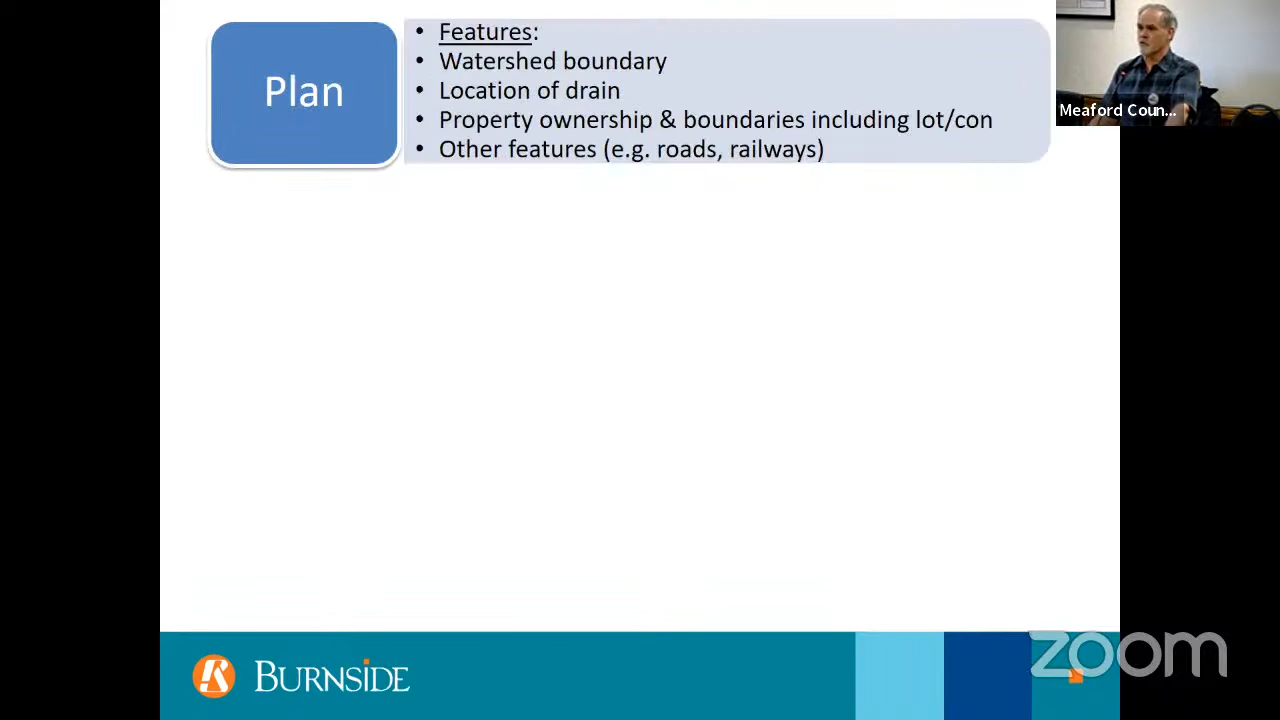 Plan
• Features:
• Watershed boundary
• Location of drain
• Property ownership & boundaries including lot/con
• Other features (e.g. roads, railways)
Meaford Coun...
BURNSIDE
zoom